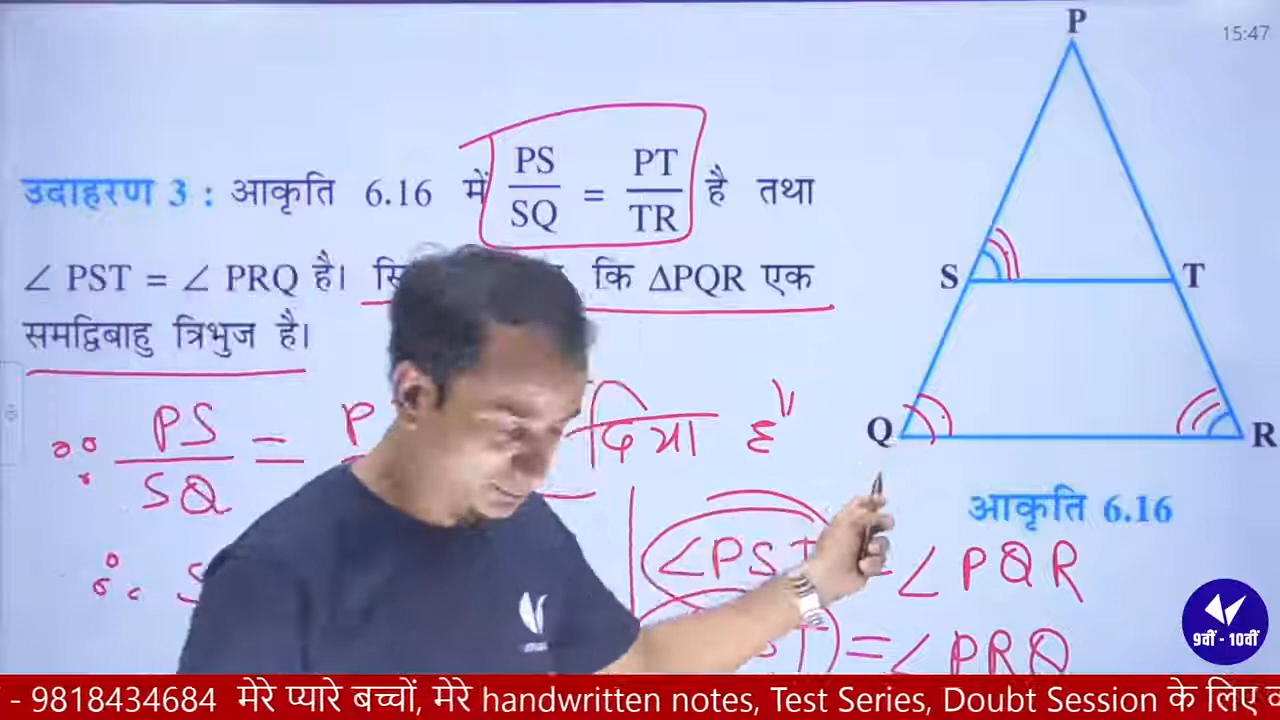 P
15:47
उदाहरण 3 : आकृति 6.16 में PS/SQ = PT/TR है तथा
∠ PST = ∠ PRQ है। कि ΔPQR एक
समद्विबाहु त्रिभुज है।
S T
Q R
आकृति 6.16
∵ PS/SQ = दिया है
∴
∠PST = ∠PQR
= ∠PRQ
9वीं - 10वीं
- 9818434684 मेरे प्यारे बच्चों, मेरे handwritten notes, Test Series, Doubt Session के लिए